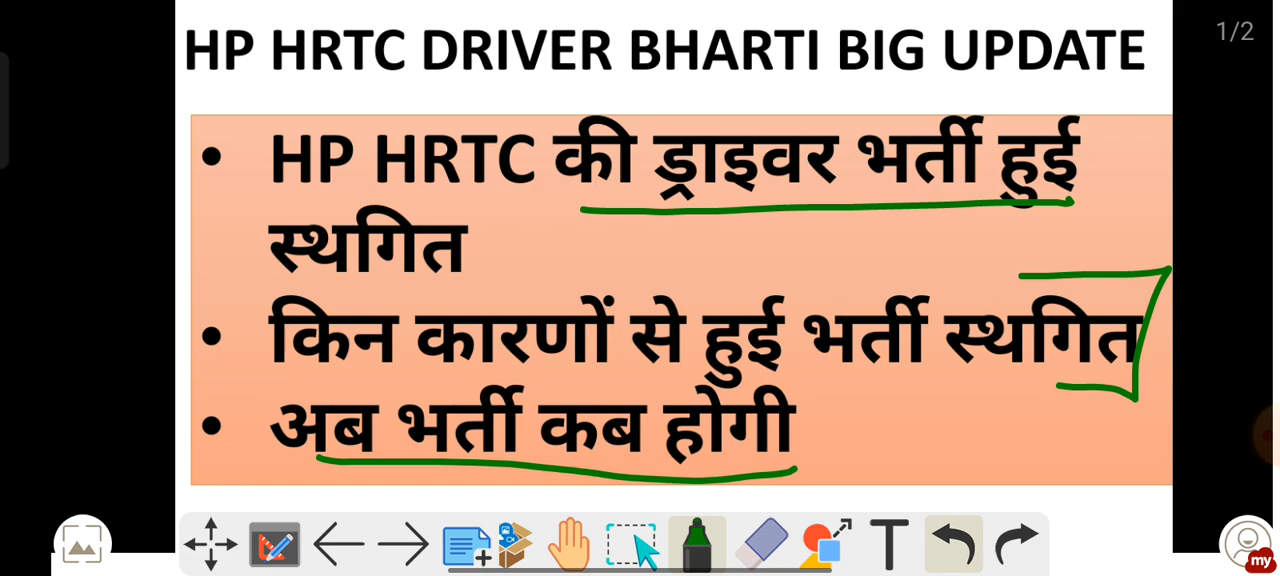 HP HRTC DRIVER BHARTI BIG UPDATE
1/2
• HP HRTC की ड्राइवर भर्ती हुई
स्थगित
• किन कारणों से हुई भर्ती स्थगित
• अब भर्ती कब होगी
T
my